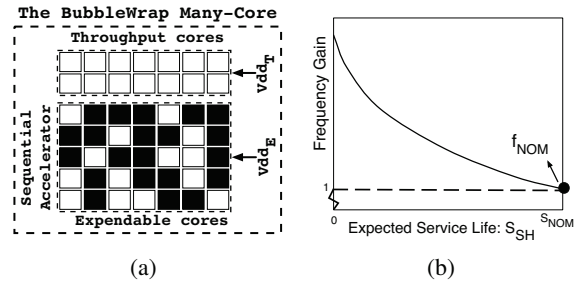 The BubbleWrap Many-Core
Throughput cores
Vdd_T
Sequential
Accelerator
Vdd_E
Expendable cores
(a)
Frequency Gain
f_NOM
1
0
S_NOM
Expected Service Life: S_SH
(b)